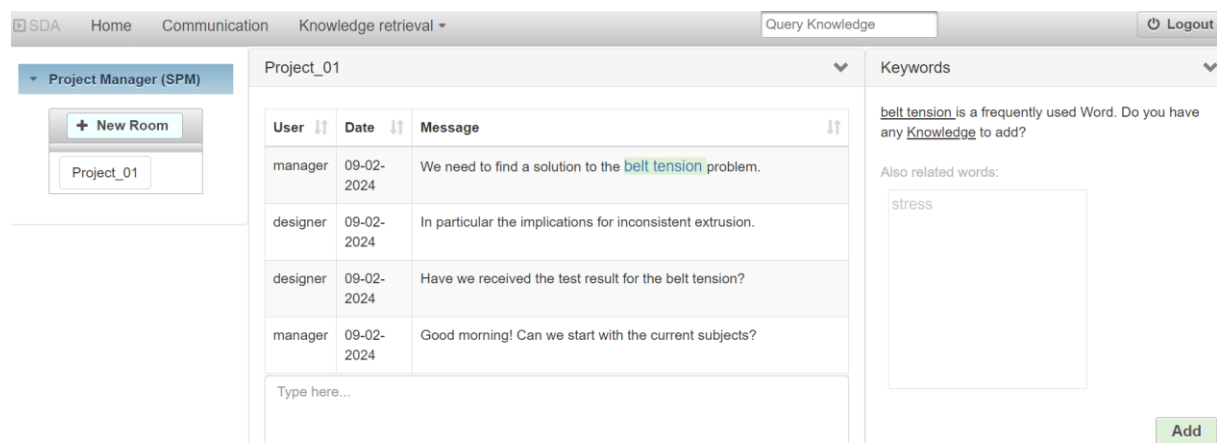 SDA Home Communication Knowledge retrieval Query Knowledge Logout
Project Manager (SPM)
+ New Room
Project_01
Project_01
User Date Message
manager 09-02-2024 We need to find a solution to the belt tension problem.
designer 09-02-2024 In particular the implications for inconsistent extrusion.
designer 09-02-2024 Have we received the test result for the belt tension?
manager 09-02-2024 Good morning! Can we start with the current subjects?
Type here...
Keywords
belt tension is a frequently used Word. Do you have
any Knowledge to add?
Also related words:
stress
Add